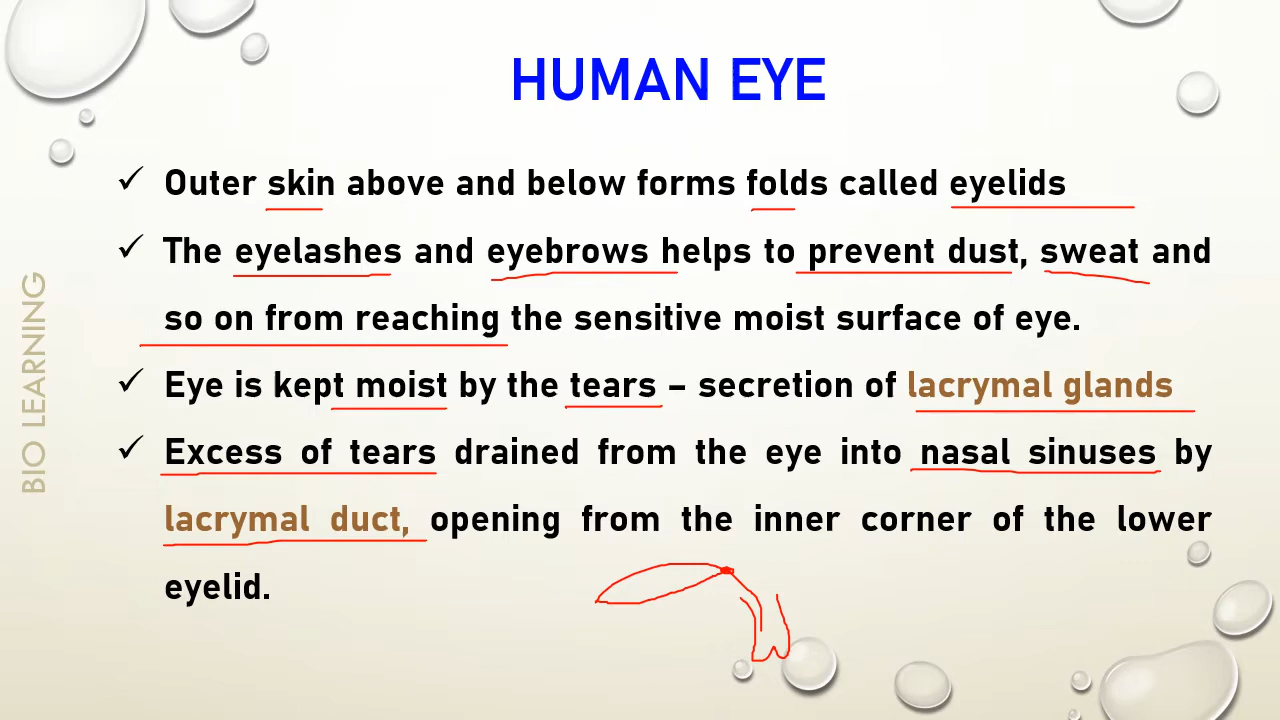 HUMAN EYE
✓ Outer skin above and below forms folds called eyelids
✓ The eyelashes and eyebrows helps to prevent dust, sweat and
so on from reaching the sensitive moist surface of eye.
✓ Eye is kept moist by the tears – secretion of lacrymal glands
✓ Excess of tears drained from the eye into nasal sinuses by
lacrymal duct, opening from the inner corner of the lower
eyelid.
BIO LEARNING